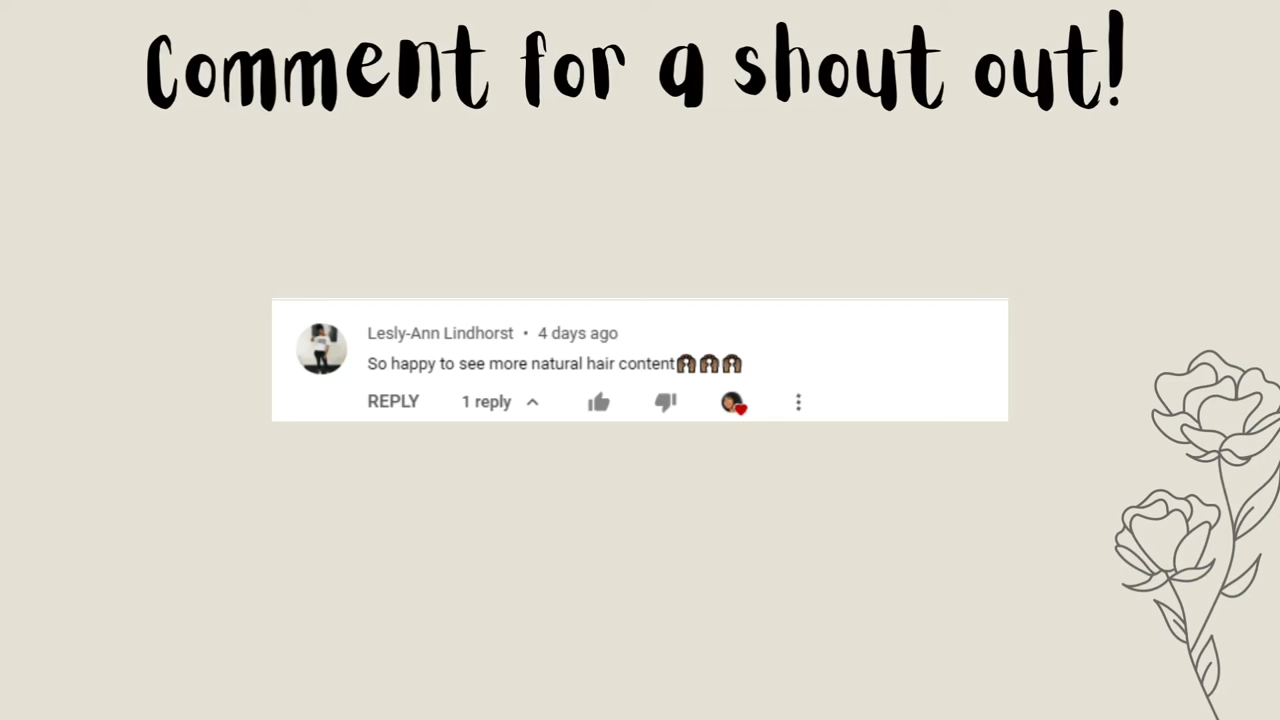 Comment for a shout out!
Lesly-Ann Lindhorst • 4 days ago
So happy to see more natural hair content🙆🏿🙆🏿🙆🏿
REPLY 1 reply